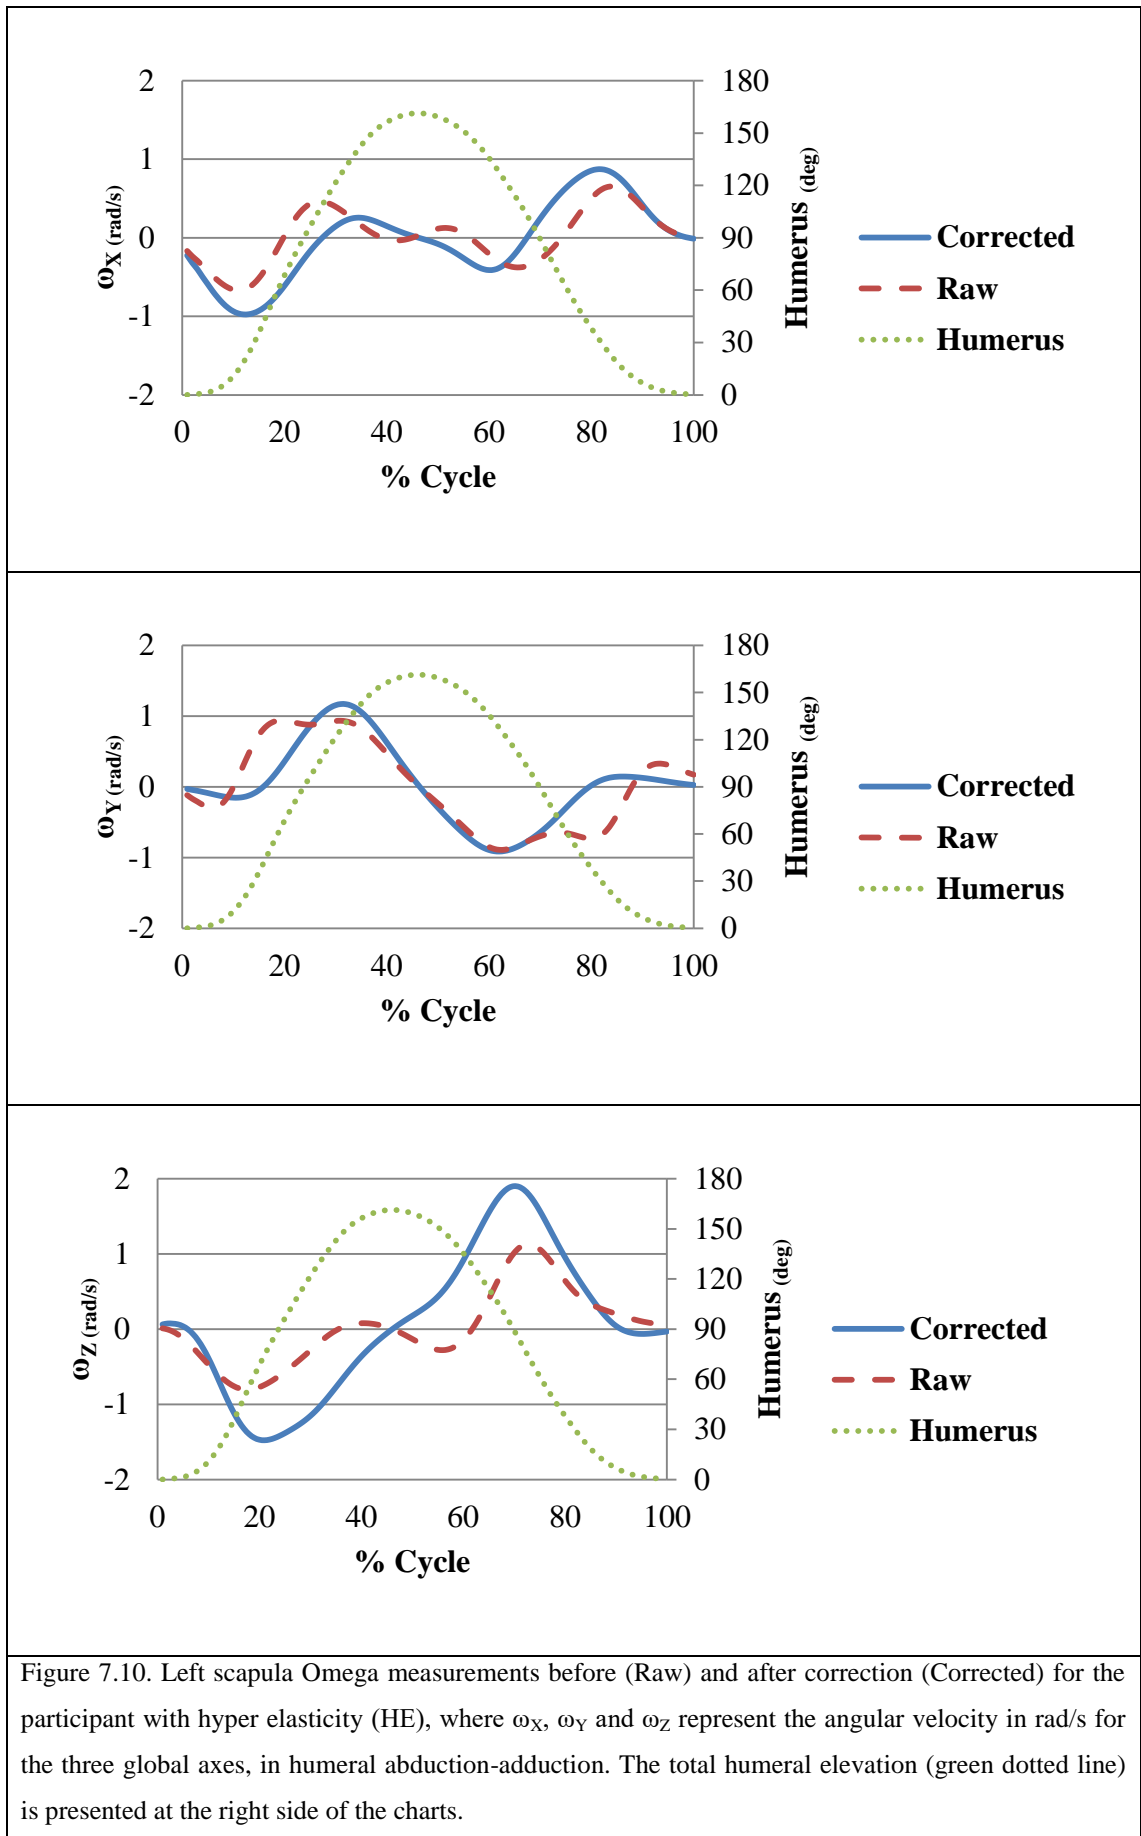 2
1
0
-1
-2
ωX (rad/s)
180
150
120
90
60
30
0
Humerus (deg)
0 20 40 60 80 100
% Cycle
Corrected
Raw
Humerus
2
1
0
-1
-2
ωY (rad/s)
180
150
120
90
60
30
0
Humerus (deg)
0 20 40 60 80 100
% Cycle
Corrected
Raw
Humerus
2
1
0
-1
-2
ωZ (rad/s)
180
150
120
90
60
30
0
Humerus (deg)
0 20 40 60 80 100
% Cycle
Corrected
Raw
Humerus
Figure 7.10. Left scapula Omega measurements before (Raw) and after correction (Corrected) for the
participant with hyper elasticity (HE), where ωX, ωY and ωZ represent the angular velocity in rad/s for
the three global axes, in humeral abduction-adduction. The total humeral elevation (green dotted line)
is presented at the right side of the charts.